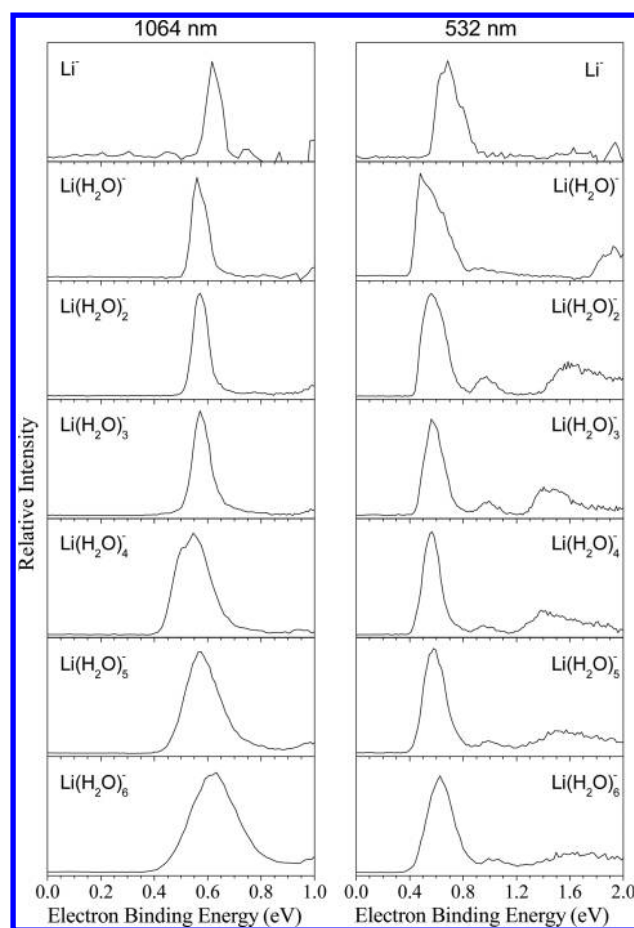 1064 nm
532 nm
Relative Intensity
Li⁻
Li⁻
Li(H₂O)⁻
Li(H₂O)⁻
Li(H₂O)₂⁻
Li(H₂O)₂⁻
Li(H₂O)₃⁻
Li(H₂O)₃⁻
Li(H₂O)₄⁻
Li(H₂O)₄⁻
Li(H₂O)₅⁻
Li(H₂O)₅⁻
Li(H₂O)₆⁻
Li(H₂O)₆⁻
0.0 0.2 0.4 0.6 0.8 1.0
0.0 0.4 0.8 1.2 1.6 2.0
Electron Binding Energy (eV)
Electron Binding Energy (eV)